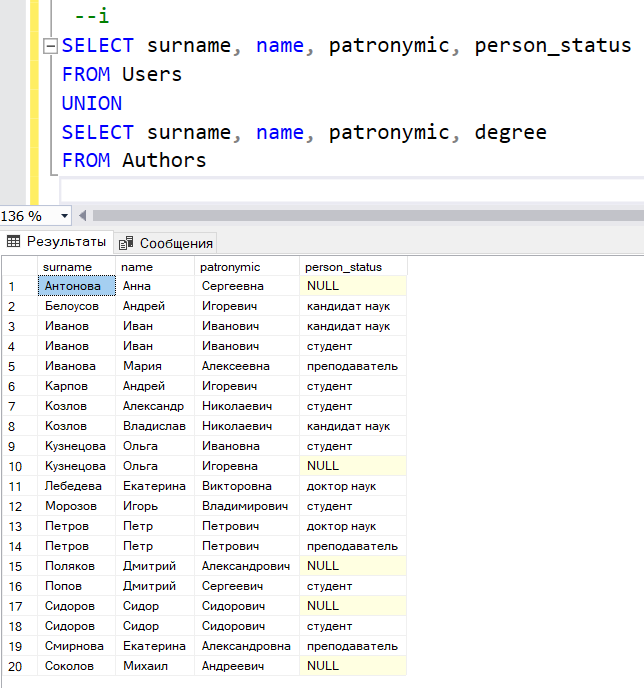 --i
SELECT surname, name, patronymic, person_status
FROM Users
UNION
SELECT surname, name, patronymic, degree
FROM Authors
136 %
Результаты Сообщения
surname name patronymic person_status
1 Антонова Анна Сергеевна NULL
2 Белоусов Андрей Игоревич кандидат наук
3 Иванов Иван Иванович кандидат наук
4 Иванов Иван Иванович студент
5 Иванова Мария Алексеевна преподаватель
6 Карпов Андрей Игоревич студент
7 Козлов Александр Николаевич студент
8 Козлов Владислав Николаевич кандидат наук
9 Кузнецова Ольга Ивановна студент
10 Кузнецова Ольга Игоревна NULL
11 Лебедева Екатерина Викторовна доктор наук
12 Морозов Игорь Владимирович студент
13 Петров Петр Петрович доктор наук
14 Петров Петр Петрович преподаватель
15 Поляков Дмитрий Александрович NULL
16 Попов Дмитрий Сергеевич студент
17 Сидоров Сидор Сидорович NULL
18 Сидоров Сидор Сидорович студент
19 Смирнова Екатерина Александровна преподаватель
20 Соколов Михаил Андреевич NULL